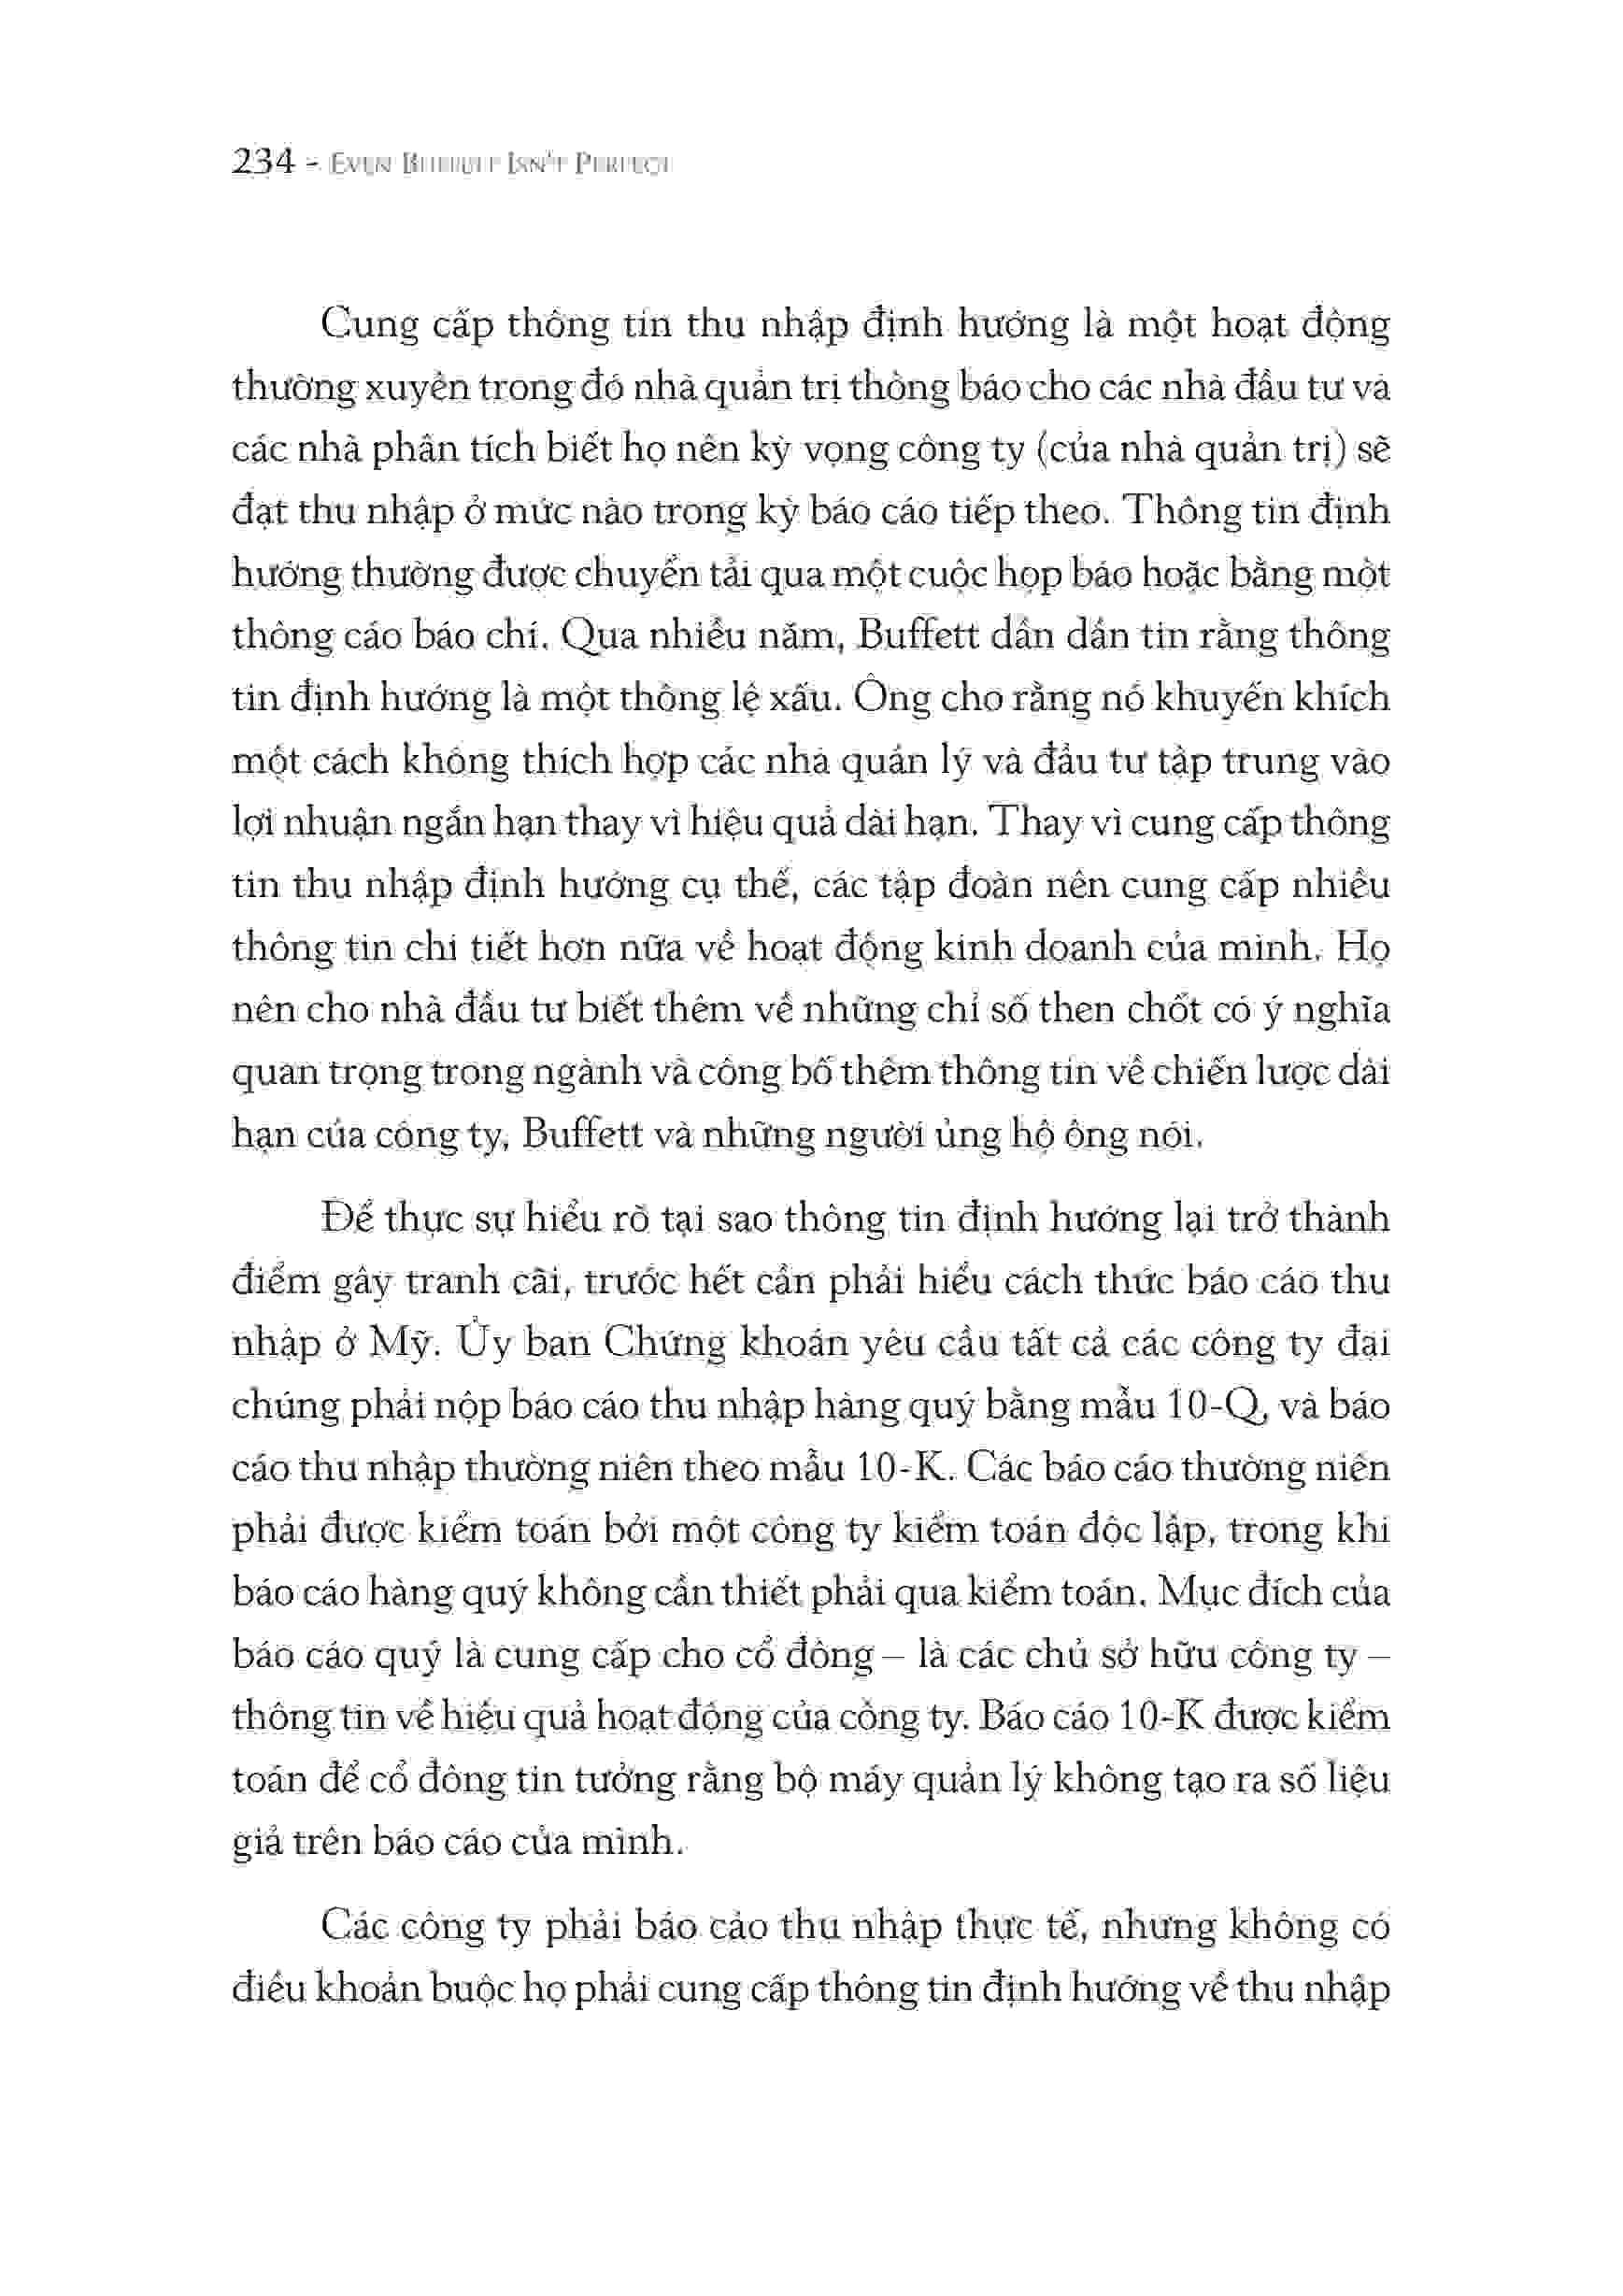 234 - EVEN BUFFETT ISN'T PERFECT
Cung cấp thông tin thu nhập định hướng là một hoạt động
thường xuyên trong đó nhà quản trị thông báo cho các nhà đầu tư và
các nhà phân tích biết họ nên kỳ vọng công ty (của nhà quản trị) sẽ
đạt thu nhập ở mức nào trong kỳ báo cáo tiếp theo. Thông tin định
hướng thường được chuyển tải qua một cuộc họp báo hoặc bằng một
thông cáo báo chí. Qua nhiều năm, Buffett dần dần tin rằng thông
tin định hướng là một thông lệ xấu. Ông cho rằng nó khuyến khích
một cách không thích hợp các nhà quản lý và đầu tư tập trung vào
lợi nhuận ngắn hạn thay vì hiệu quả dài hạn. Thay vì cung cấp thông
tin thu nhập định hướng cụ thể, các tập đoàn nên cung cấp nhiều
thông tin chi tiết hơn nữa về hoạt động kinh doanh của mình. Họ
nên cho nhà đầu tư biết thêm về những chỉ số then chốt có ý nghĩa
quan trọng trong ngành và công bố thêm thông tin về chiến lược dài
hạn của công ty, Buffett và những người ủng hộ ông nói.
Để thực sự hiểu rõ tại sao thông tin định hướng lại trở thành
điểm gây tranh cãi, trước hết cần phải hiểu cách thức báo cáo thu
nhập ở Mỹ. Ủy ban Chứng khoán yêu cầu tất cả các công ty đại
chúng phải nộp báo cáo thu nhập hàng quý bằng mẫu 10-Q, và báo
cáo thu nhập thường niên theo mẫu 10-K. Các báo cáo thường niên
phải được kiểm toán bởi một công ty kiểm toán độc lập, trong khi
báo cáo hàng quý không cần thiết phải qua kiểm toán. Mục đích của
báo cáo quý là cung cấp cho cổ đông – là các chủ sở hữu công ty –
thông tin về hiệu quả hoạt động của công ty. Báo cáo 10-K được kiểm
toán để cổ đông tin tưởng rằng bộ máy quản lý không tạo ra số liệu
giả trên báo cáo của mình.
Các công ty phải báo cáo thu nhập thực tế, nhưng không có
điều khoản buộc họ phải cung cấp thông tin định hướng về thu nhập